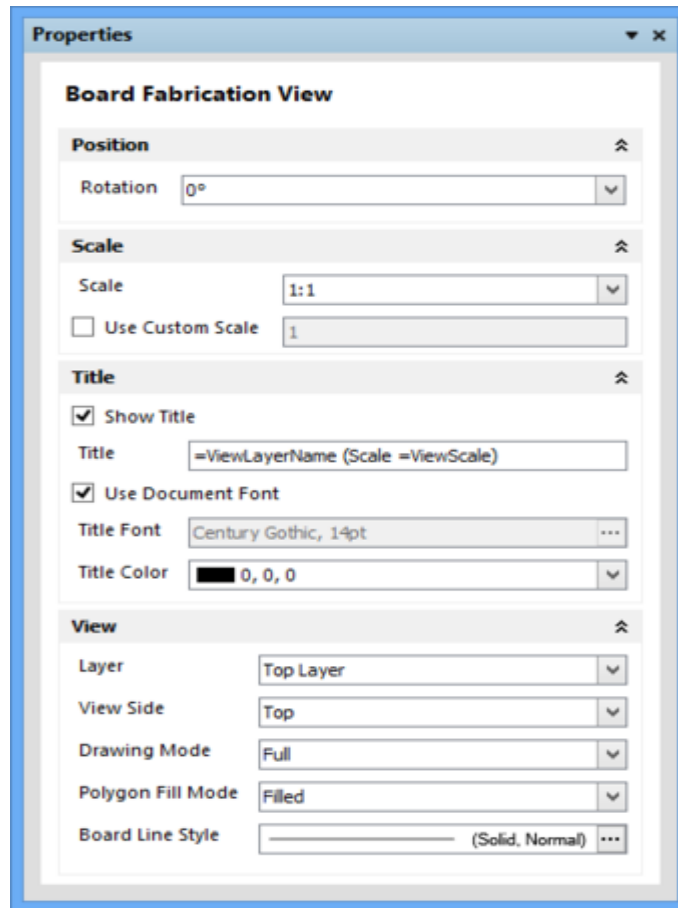 Properties
Board Fabrication View
Position
Rotation 0°
Scale
Scale 1:1
Use Custom Scale 1
Title
Show Title
Title =ViewLayerName (Scale =ViewScale)
Use Document Font
Title Font Century Gothic, 14pt ...
Title Color 0, 0, 0
View
Layer Top Layer
View Side Top
Drawing Mode Full
Polygon Fill Mode Filled
Board Line Style (Solid, Normal) ...